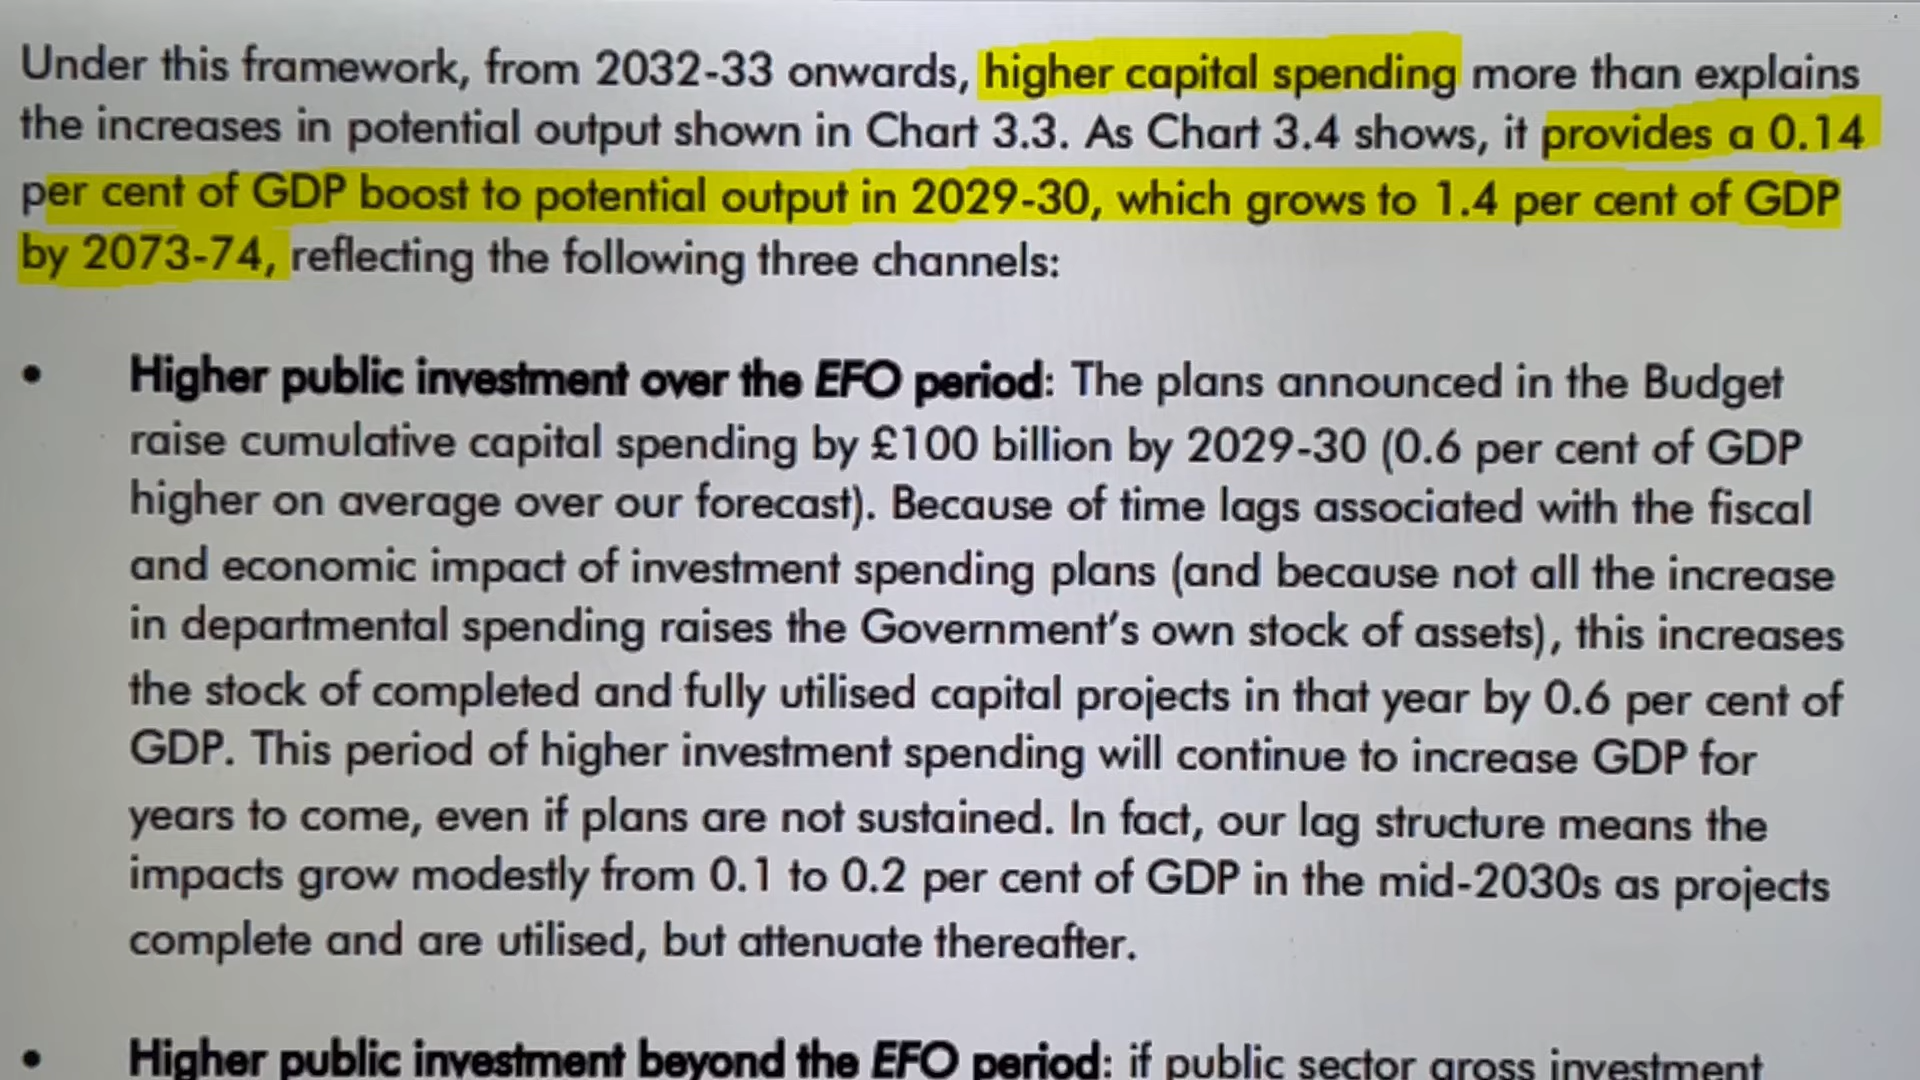 Under this framework, from 2032-33 onwards, higher capital spending more than explains
the increases in potential output shown in Chart 3.3. As Chart 3.4 shows, it provides a 0.14
per cent of GDP boost to potential output in 2029-30, which grows to 1.4 per cent of GDP
by 2073-74, reflecting the following three channels:
• Higher public investment over the EFO period: The plans announced in the Budget
raise cumulative capital spending by £100 billion by 2029-30 (0.6 per cent of GDP
higher on average over our forecast). Because of time lags associated with the fiscal
and economic impact of investment spending plans (and because not all the increase
in departmental spending raises the Government's own stock of assets), this increases
the stock of completed and fully utilised capital projects in that year by 0.6 per cent of
GDP. This period of higher investment spending will continue to increase GDP for
years to come, even if plans are not sustained. In fact, our lag structure means the
impacts grow modestly from 0.1 to 0.2 per cent of GDP in the mid-2030s as projects
complete and are utilised, but attenuate thereafter.
• Higher public investment beyond the EFO period: if public sector gross investment